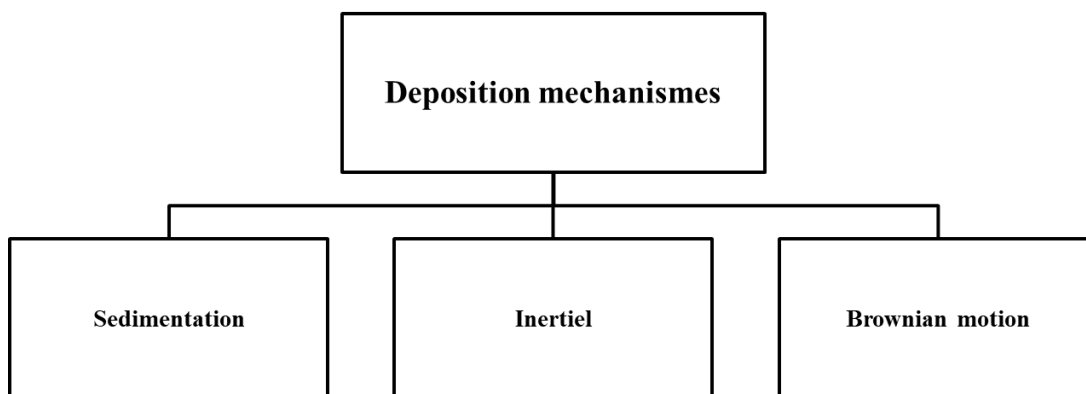 Deposition mechanismes
Sedimentation
Inertiel
Brownian motion